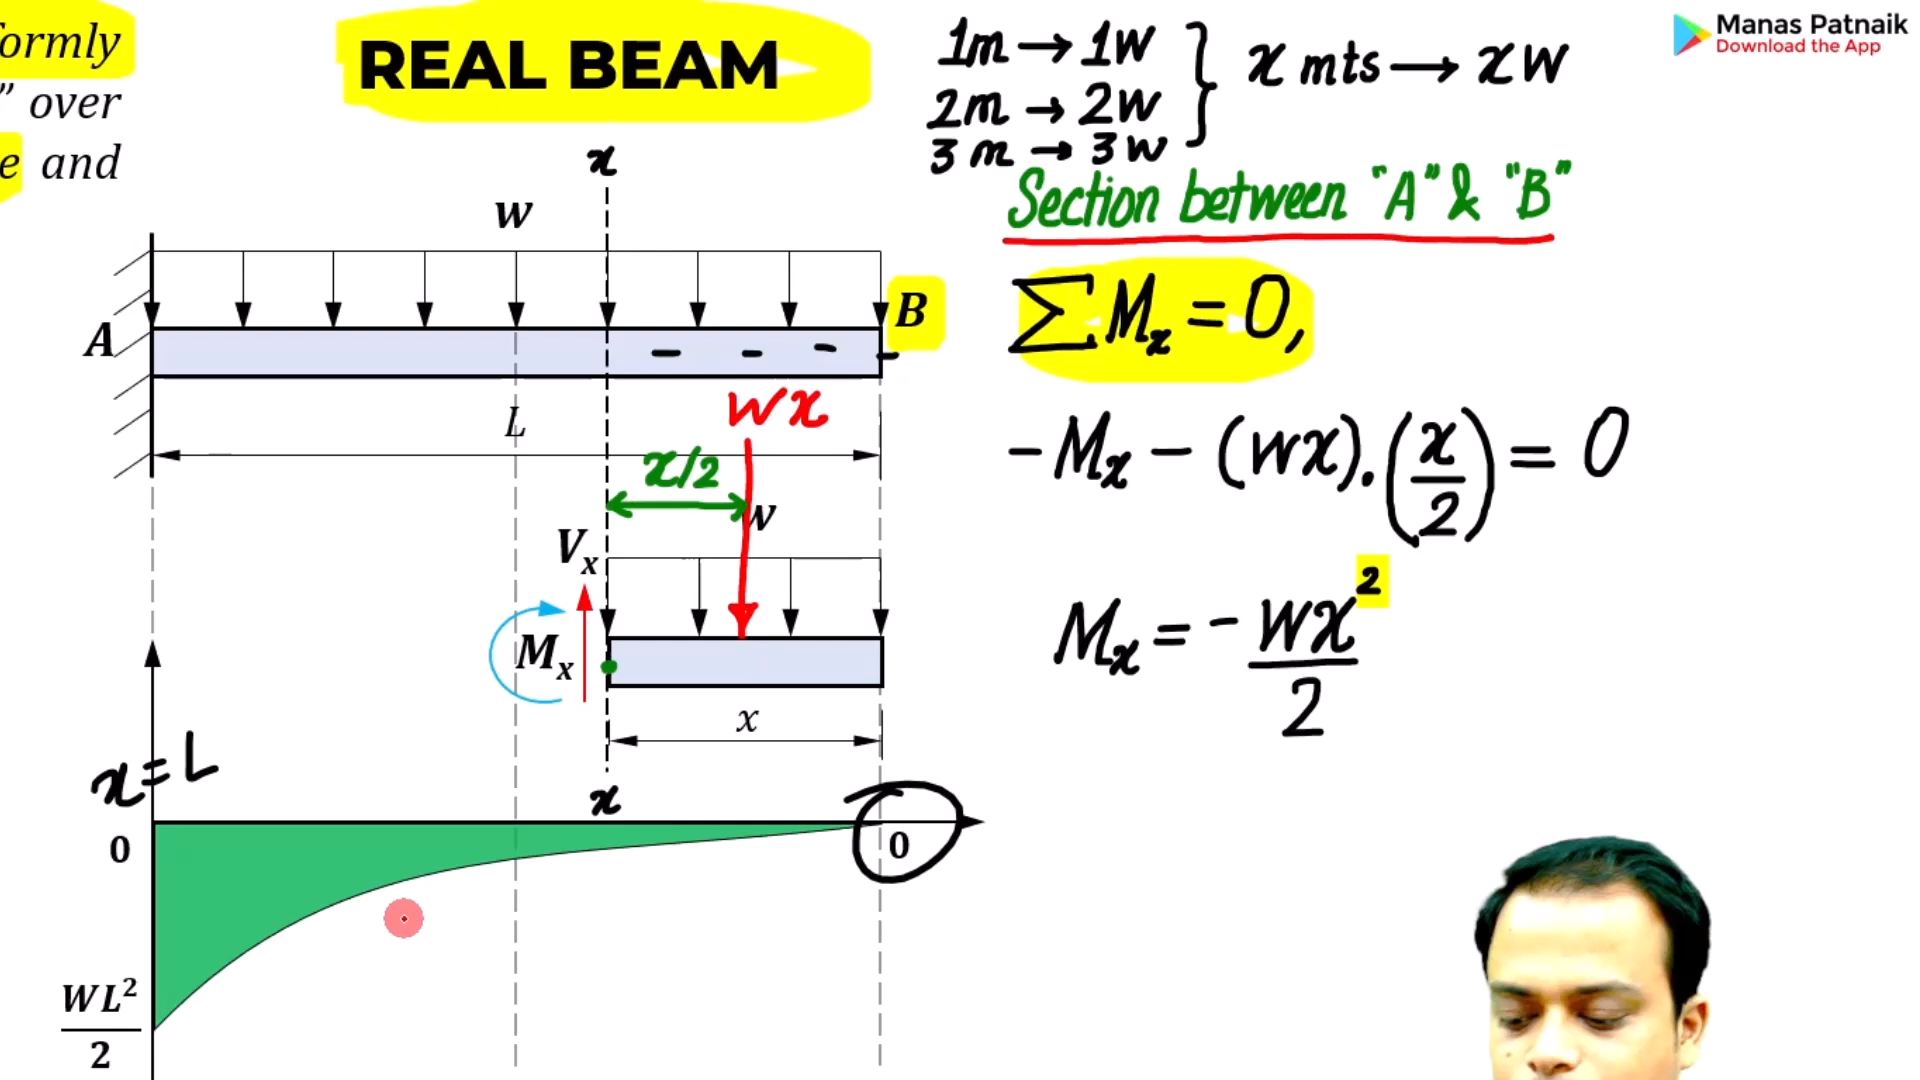 ormly
” over
e and
REAL BEAM
1m → 1w
2m → 2w
3m → 3w
x mts → xw
Manas Patnaik
Download the App
Section between "A" & "B"
x
w
A
B
L
wx
x/2
w
Vx
Mx
x
x
x = L
0
0
WL²
2
∑Mx = 0,
-Mx - (wx).(x/2) = 0
Mx = -wx²/2